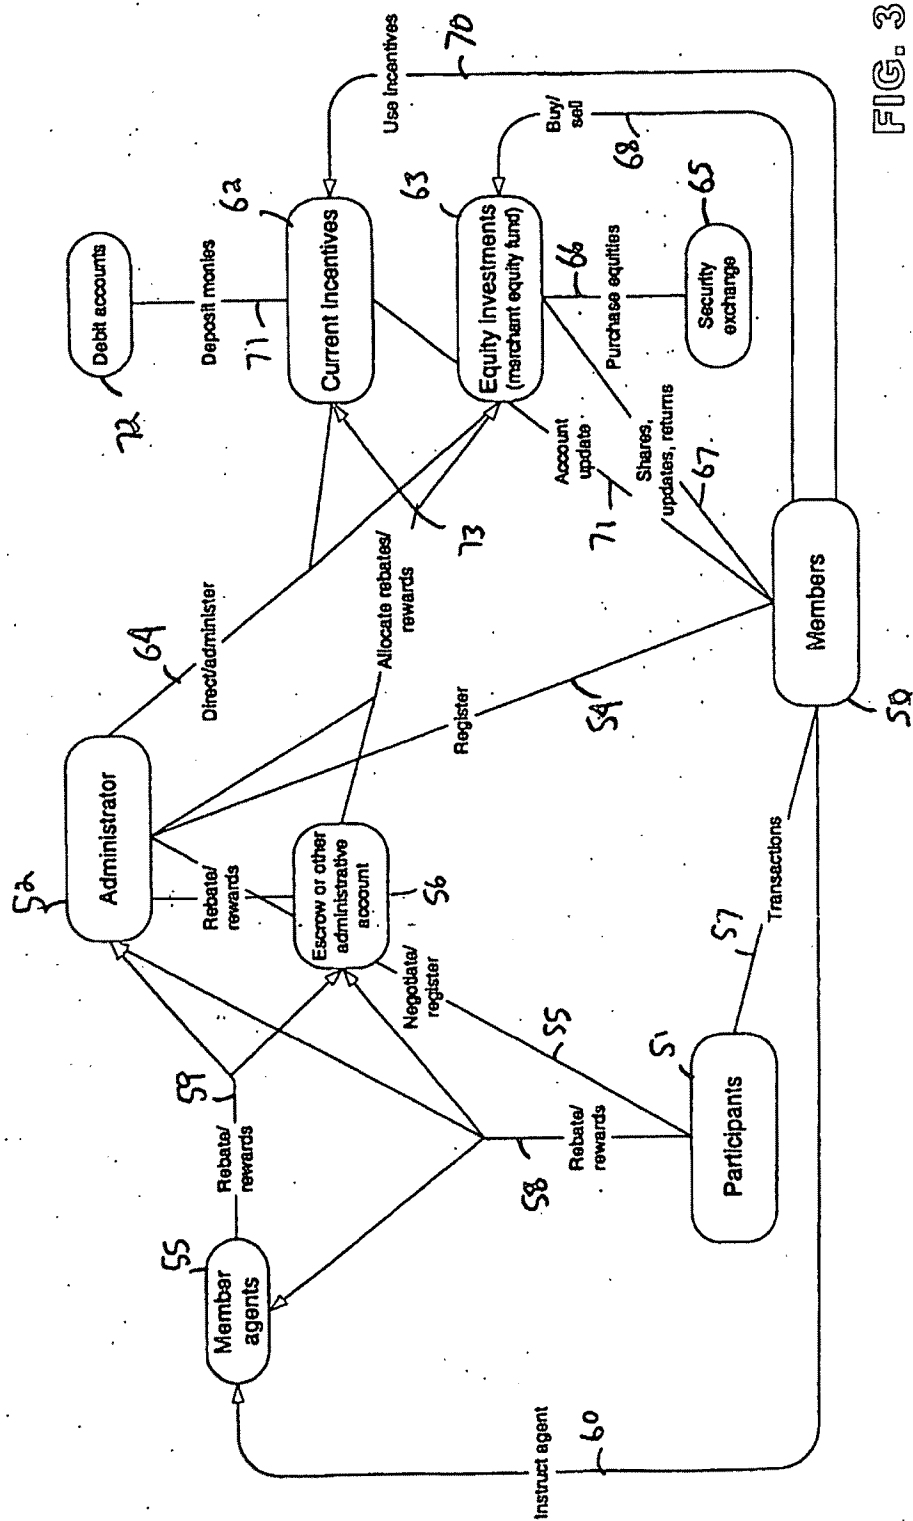 72
Debit accounts
Deposit monies
71
62
Current incentives
Use incentives
70
63
Equity investments
(merchant equity fund)
Buy/
sell
68
66
Purchase equities
65
Security
exchange
Account
update
71
Shares,
updates, returns
67.
73
Allocate rebates/
rewards
64
Direct/administer
Register
54
Members
50
52
Administrator
Rebate/
rewards
Escrow or other
administrative
account
56
Negotiate/
register
55
Transactions
57
51
Participants
Rebate/
rewards
58
59
Rebate/
rewards
55
Member
agents
Instruct agent
60
FIG. 3